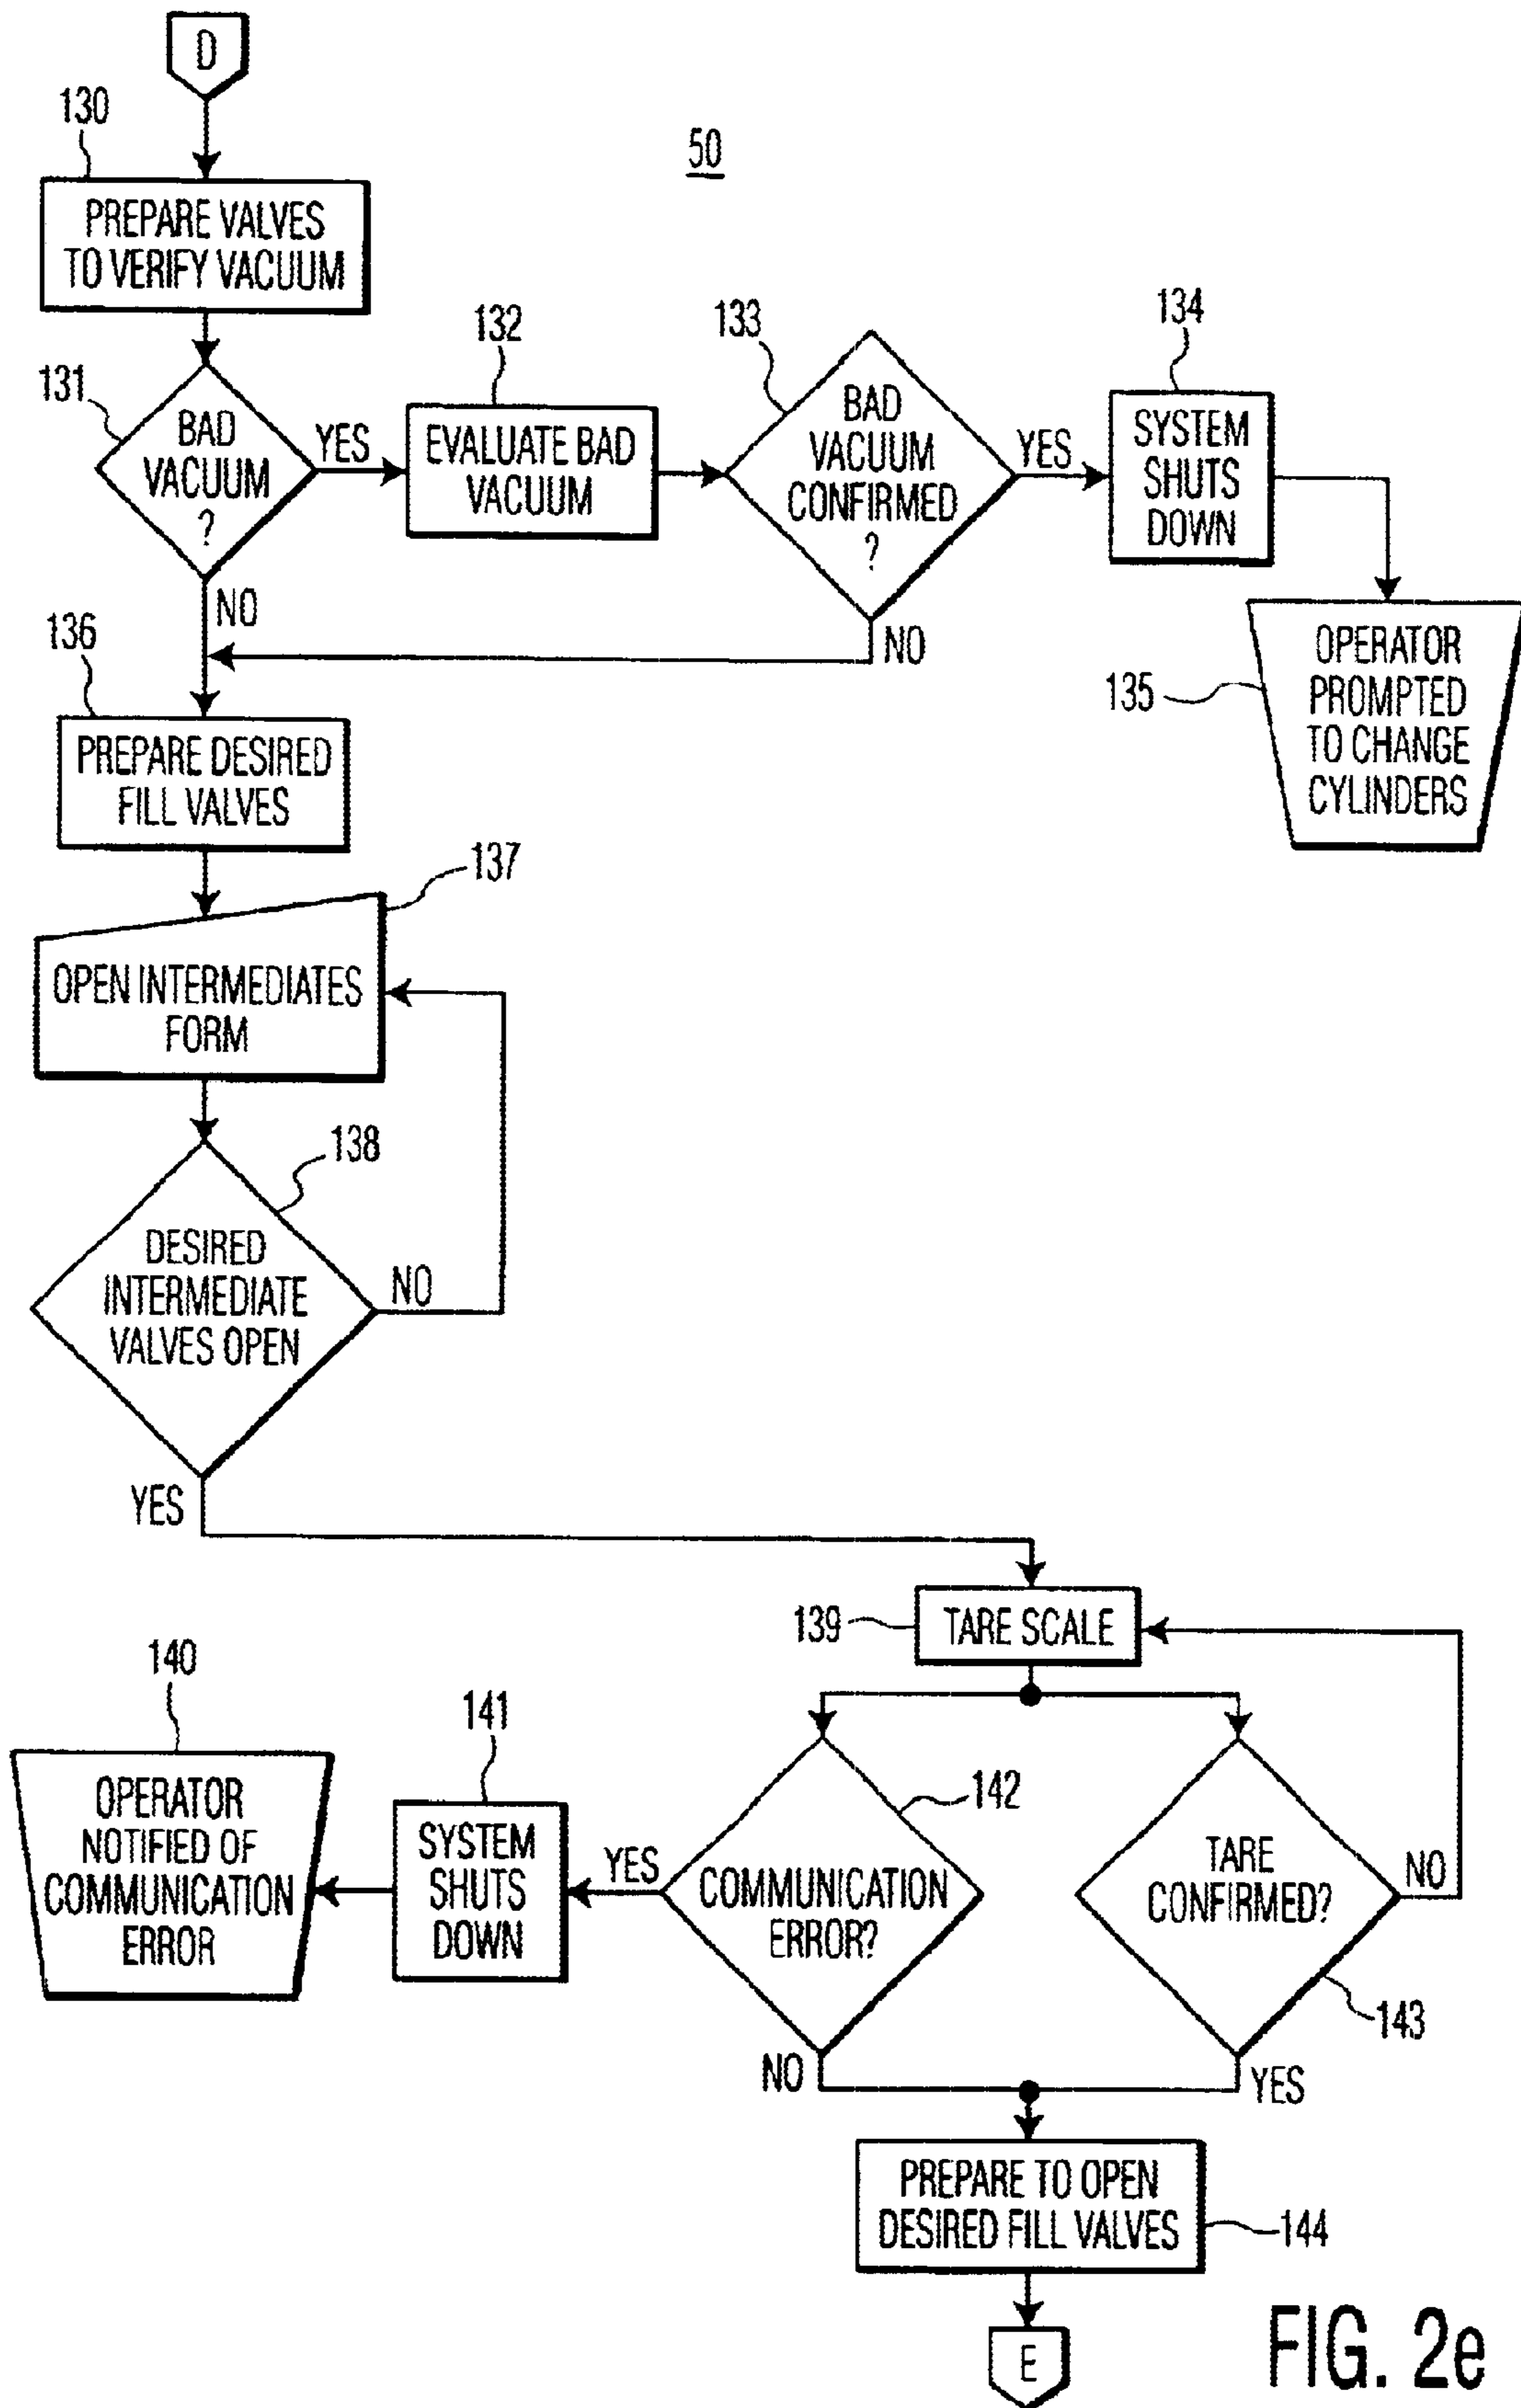 D
130
50
PREPARE VALVES
TO VERIFY VACUUM
131
BAD
VACUUM
?
YES
132
EVALUATE BAD
VACUUM
133
BAD
VACUUM
CONFIRMED
?
YES
134
SYSTEM
SHUTS
DOWN
NO
NO
135
OPERATOR
PROMPTED
TO CHANGE
CYLINDERS
136
PREPARE DESIRED
FILL VALVES
137
OPEN INTERMEDIATES
FORM
138
DESIRED
INTERMEDIATE
VALVES OPEN
NO
YES
139
TARE SCALE
140
OPERATOR
NOTIFIED OF
COMMUNICATION
ERROR
141
SYSTEM
SHUTS
DOWN
YES
142
COMMUNICATION
ERROR?
TARE
CONFIRMED?
NO
143
NO
YES
PREPARE TO OPEN
DESIRED FILL VALVES
144
E
FIG. 2e